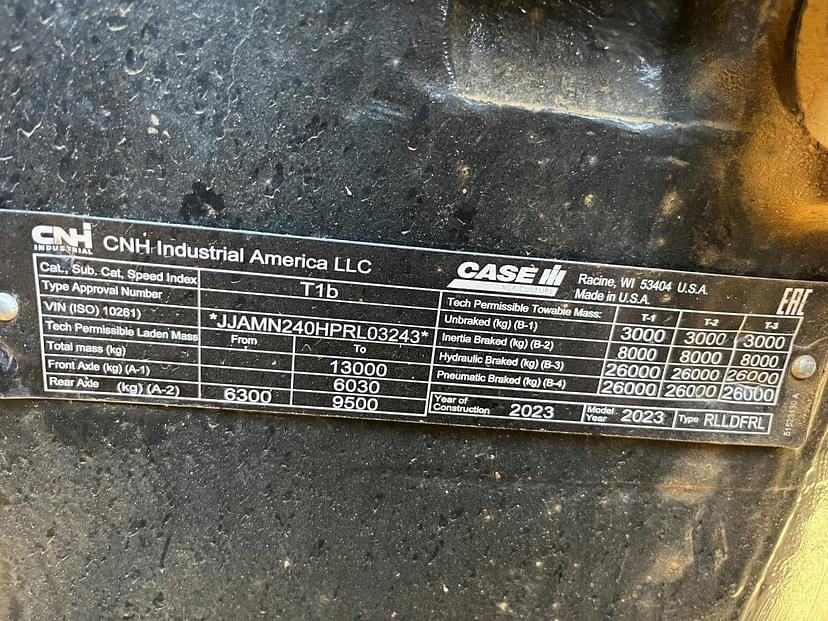 CNH
INDUSTRIAL
CNH Industrial America LLC
Cat., Sub. Cat, Speed Index T1b
Type Approval Number
VIN (ISO) 10261) *JJAMN240HPRL03243*
Tech Permissible Laden Mass From To
Total mass (kg) 13000
Front Axle (kg) (A-1) 6030
Rear Axle (kg) (A-2) 6300 9500
CASE IH
AGRICULTURE
Racine, WI 53404 U.S.A.
Made in U.S.A.
EAC
Tech Permissible Towable Mass: T-1 T-2 T-3
Unbraked (kg) (B-1) 3000 3000 3000
Inertia Braked (kg) (B-2) 8000 8000 8000
Hydraulic Braked (kg) (B-3) 26000 26000 26000
Pneumatic Braked (kg) (B-4) 26000 26000 26000
Year of Construction 2023 Model Year 2023 Type RLLDFRL